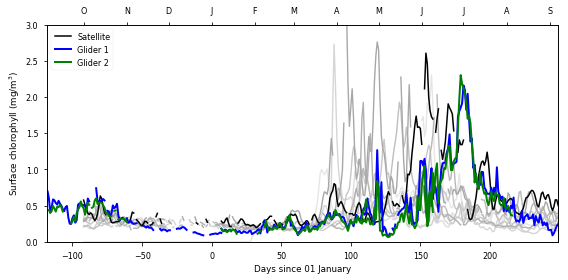 O N D J F M A M J J A S
3.0
2.5
2.0
1.5
1.0
0.5
0.0
Surface chlorophyll (mg/m³)
Satellite
Glider 1
Glider 2
−100 −50 0 50 100 150 200
Days since 01 January